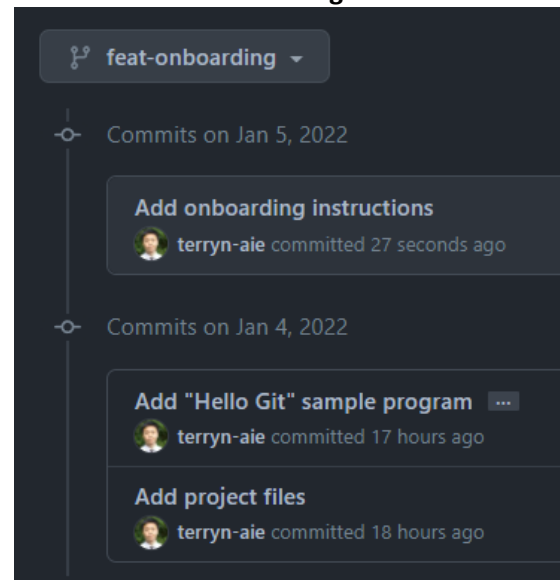 feat-onboarding
Commits on Jan 5, 2022
Add onboarding instructions
terryn-aie committed 27 seconds ago
Commits on Jan 4, 2022
Add "Hello Git" sample program ...
terryn-aie committed 17 hours ago
Add project files
terryn-aie committed 18 hours ago